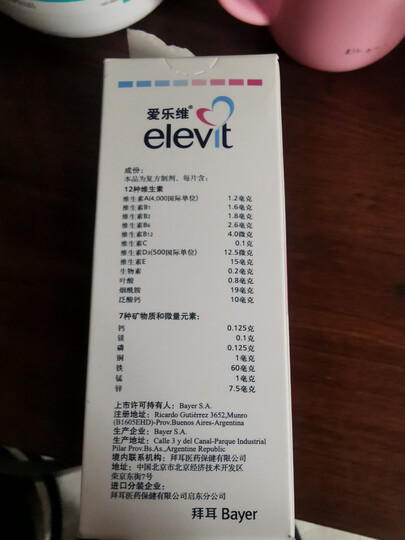 爱乐维®
elevit
成份:
本品为复方制剂，每片含:
12种维生素
维生素A(4,000国际单位) 1.2毫克
维生素B1 1.6毫克
维生素B2 1.8毫克
维生素B6 2.6毫克
维生素B12 4.0微克
维生素C 0.1克
维生素D3(500国际单位) 12.5微克
维生素E 15毫克
生物素 0.2毫克
叶酸 0.8毫克
烟酰胺 19毫克
泛酸钙 10毫克
7种矿物质和微量元素:
钙 0.125克
镁 0.1克
磷 0.125克
铜 1毫克
铁 60毫克
锰 1毫克
锌 7.5毫克
上市许可持有人: Bayer S.A.
注册地址: Ricardo Gutiérrez 3652,Munro
(B1605EHD)-Prov.Buenos Aires-Argentina
生产企业: Bayer S.A.
生产地址: Calle 3 y del Canal-Parque Industrial
Pilar Prov.Bs.As.,Argentine Republic
境内联系机构: 拜耳医药保健有限公司
地址: 中国北京市北京经济技术开发区
荣京东街7号
进口分装企业:
拜耳医药保健有限公司启东分公司
拜耳 Bayer